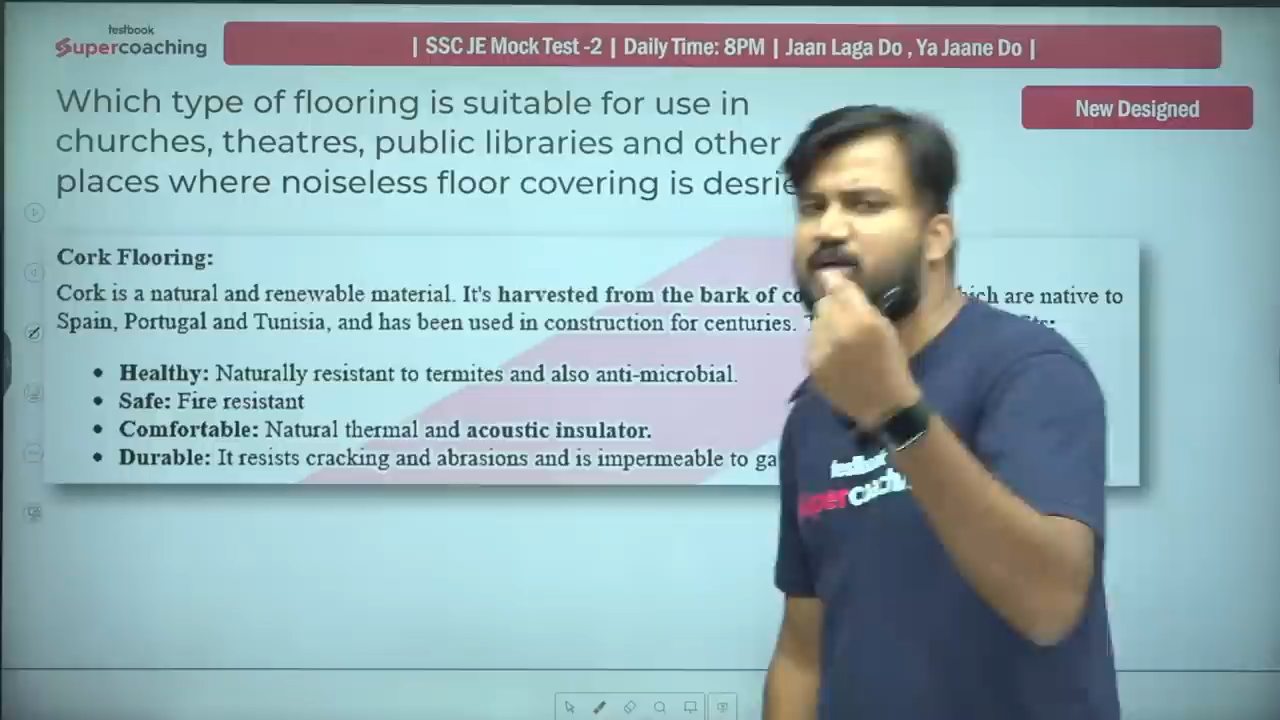 testbook
Supercoaching
| SSC JE Mock Test -2 | Daily Time: 8PM | Jaan Laga Do , Ya Jaane Do |
New Designed
Which type of flooring is suitable for use in
churches, theatres, public libraries and other
places where noiseless floor covering is desrie
Cork Flooring:
Cork is a natural and renewable material. It's harvested from the bark of co hich are native to
Spain, Portugal and Tunisia, and has been used in construction for centuries.
• Healthy: Naturally resistant to termites and also anti-microbial.
• Safe: Fire resistant
• Comfortable: Natural thermal and acoustic insulator.
• Durable: It resists cracking and abrasions and is impermeable to ga
testbook
supercoachi